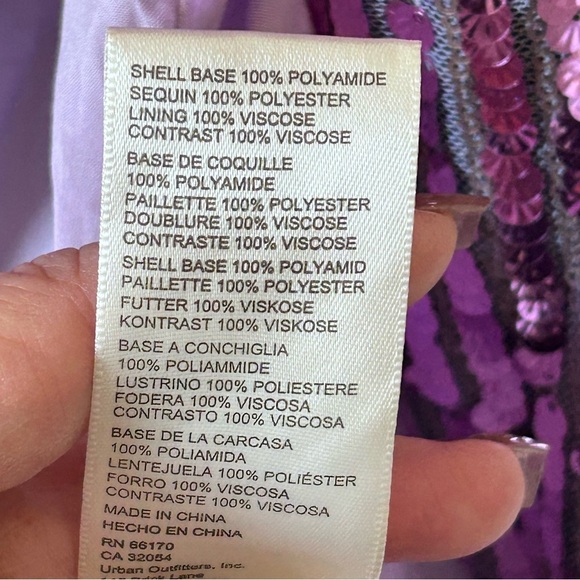 SHELL BASE 100% POLYAMIDE
SEQUIN 100% POLYESTER
LINING 100% VISCOSE
CONTRAST 100% VISCOSE
BASE DE COQUILLE
100% POLYAMIDE
PAILLETTE 100% POLYESTER
DOUBLURE 100% VISCOSE
CONTRASTE 100% VISCOSE
SHELL BASE 100% POLYAMID
PAILLETTE 100% POLYESTER
FUTTER 100% VISKOSE
KONTRAST 100% VISKOSE
BASE A CONCHIGLIA
100% POLIAMMIDE
LUSTRINO 100% POLIESTERE
FODERA 100% VISCOSA
CONTRASTO 100% VISCOSA
BASE DE LA CARCASA
100% POLIAMIDA
LENTEJUELA 100% POLIÉSTER
FORRO 100% VISCOSA
CONTRASTE 100% VISCOSA
MADE IN CHINA
HECHO EN CHINA
RN 66170
CA 32054
Urban Outfitters, Inc.